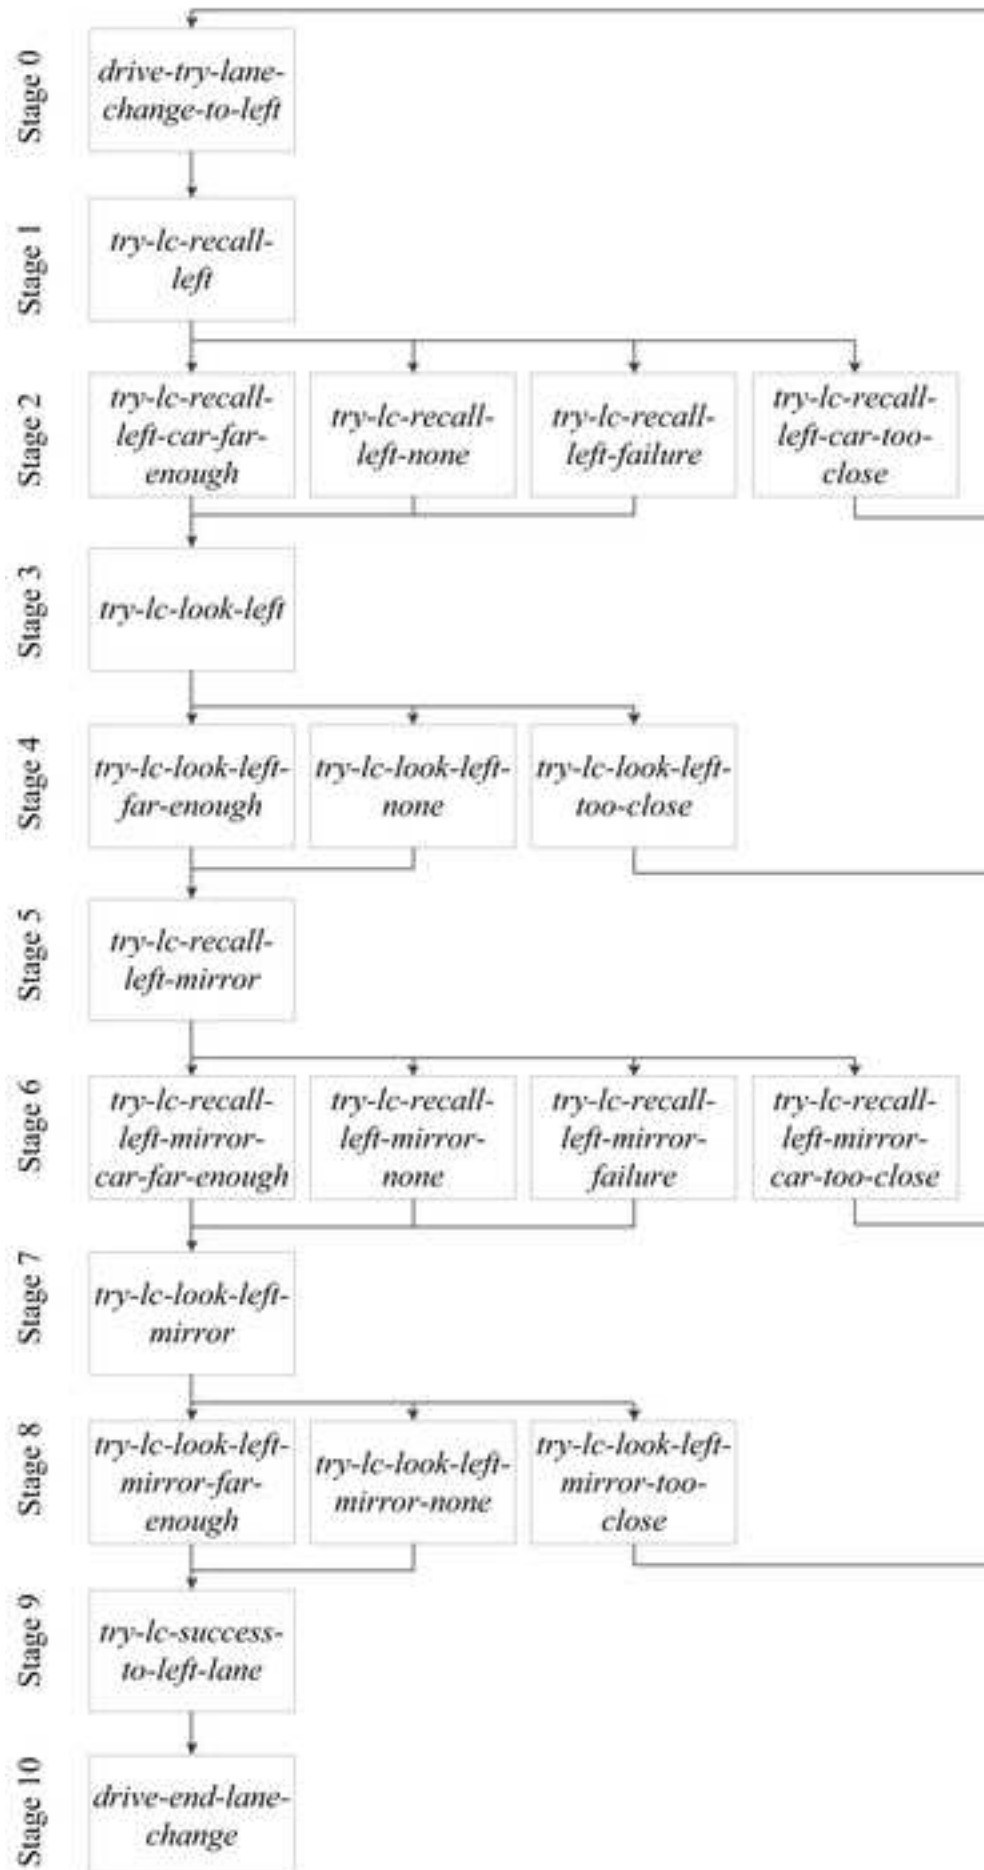 Stage 0
drive-try-lane-
change-to-left
Stage 1
try-lc-recall-
left
Stage 2
try-lc-recall-
left-car-far-
enough
try-lc-recall-
left-none
try-lc-recall-
left-failure
try-lc-recall-
left-car-too-
close
Stage 3
try-lc-look-left
Stage 4
try-lc-look-left-
far-enough
try-lc-look-left-
none
try-lc-look-left-
too-close
Stage 5
try-lc-recall-
left-mirror
Stage 6
try-lc-recall-
left-mirror-
car-far-enough
try-lc-recall-
left-mirror-
none
try-lc-recall-
left-mirror-
failure
try-lc-recall-
left-mirror-
car-too-close
Stage 7
try-lc-look-left-
mirror
Stage 8
try-lc-look-left-
mirror-far-
enough
try-lc-look-left-
mirror-none
try-lc-look-left-
mirror-too-
close
Stage 9
try-lc-success-
to-left-lane
Stage 10
drive-end-lane-
change